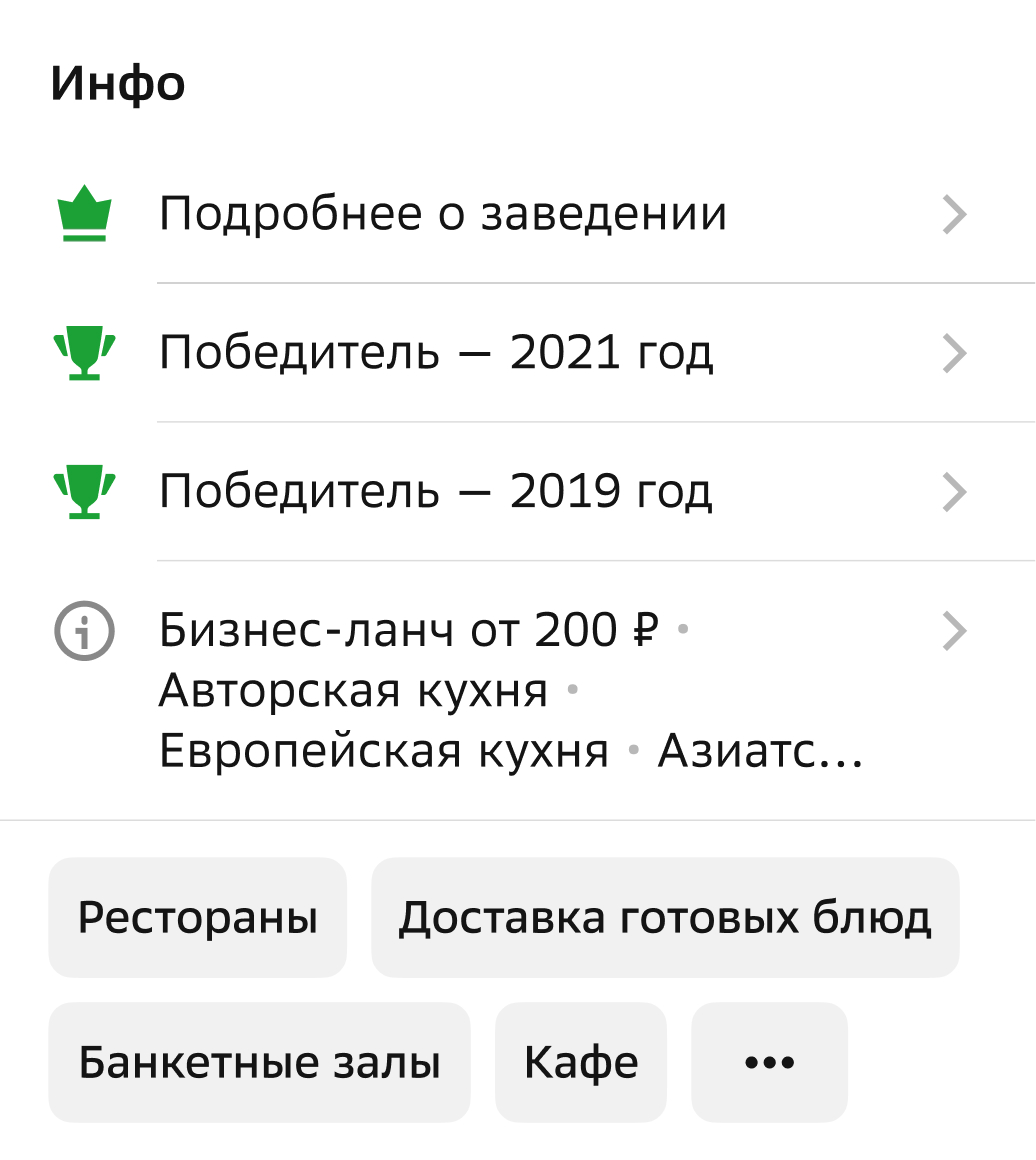 Инфо
Подробнее о заведении
Победитель — 2021 год
Победитель — 2019 год
Бизнес-ланч от 200 ₽ •
Авторская кухня •
Европейская кухня • Азиатс...
Рестораны
Доставка готовых блюд
Банкетные залы
Кафе
•••